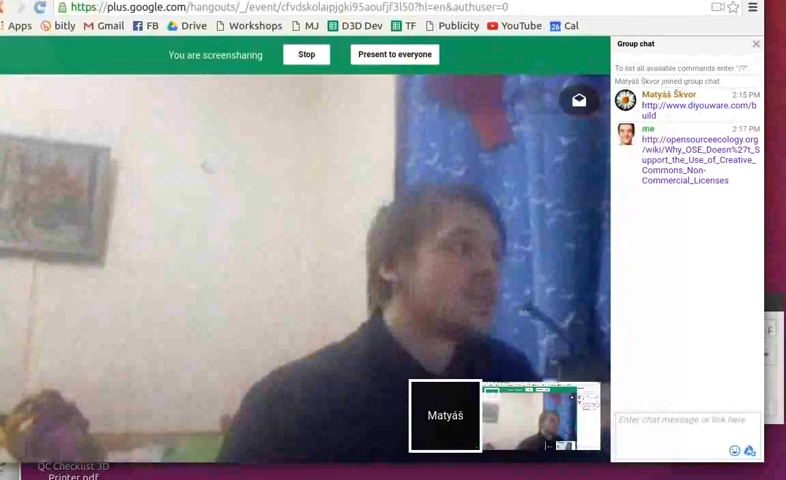 https://plus.google.com/hangouts/_/event/cfvdskolaipjgki95aoufjf3l50?hl=en&authuser=0
Apps bitly Gmail FB Drive Workshops MJ D3D Dev TF Publicity YouTube 26 Cal
You are screensharing Stop Present to everyone
Group chat
To list all available commands enter "/?"
Matyáš Škvor joined group chat.
Matyáš Škvor 2:15 PM
http://www.diyouware.com/b
uild
me 2:17 PM
http://opensourceecology.org
/wiki/Why_OSE_Doesn%27t_S
upport_the_Use_of_Creative_
Commons_Non-
Commercial_Licenses
Matyáš
Enter chat message or link here
QC Checklist 3D
Printer.pdf